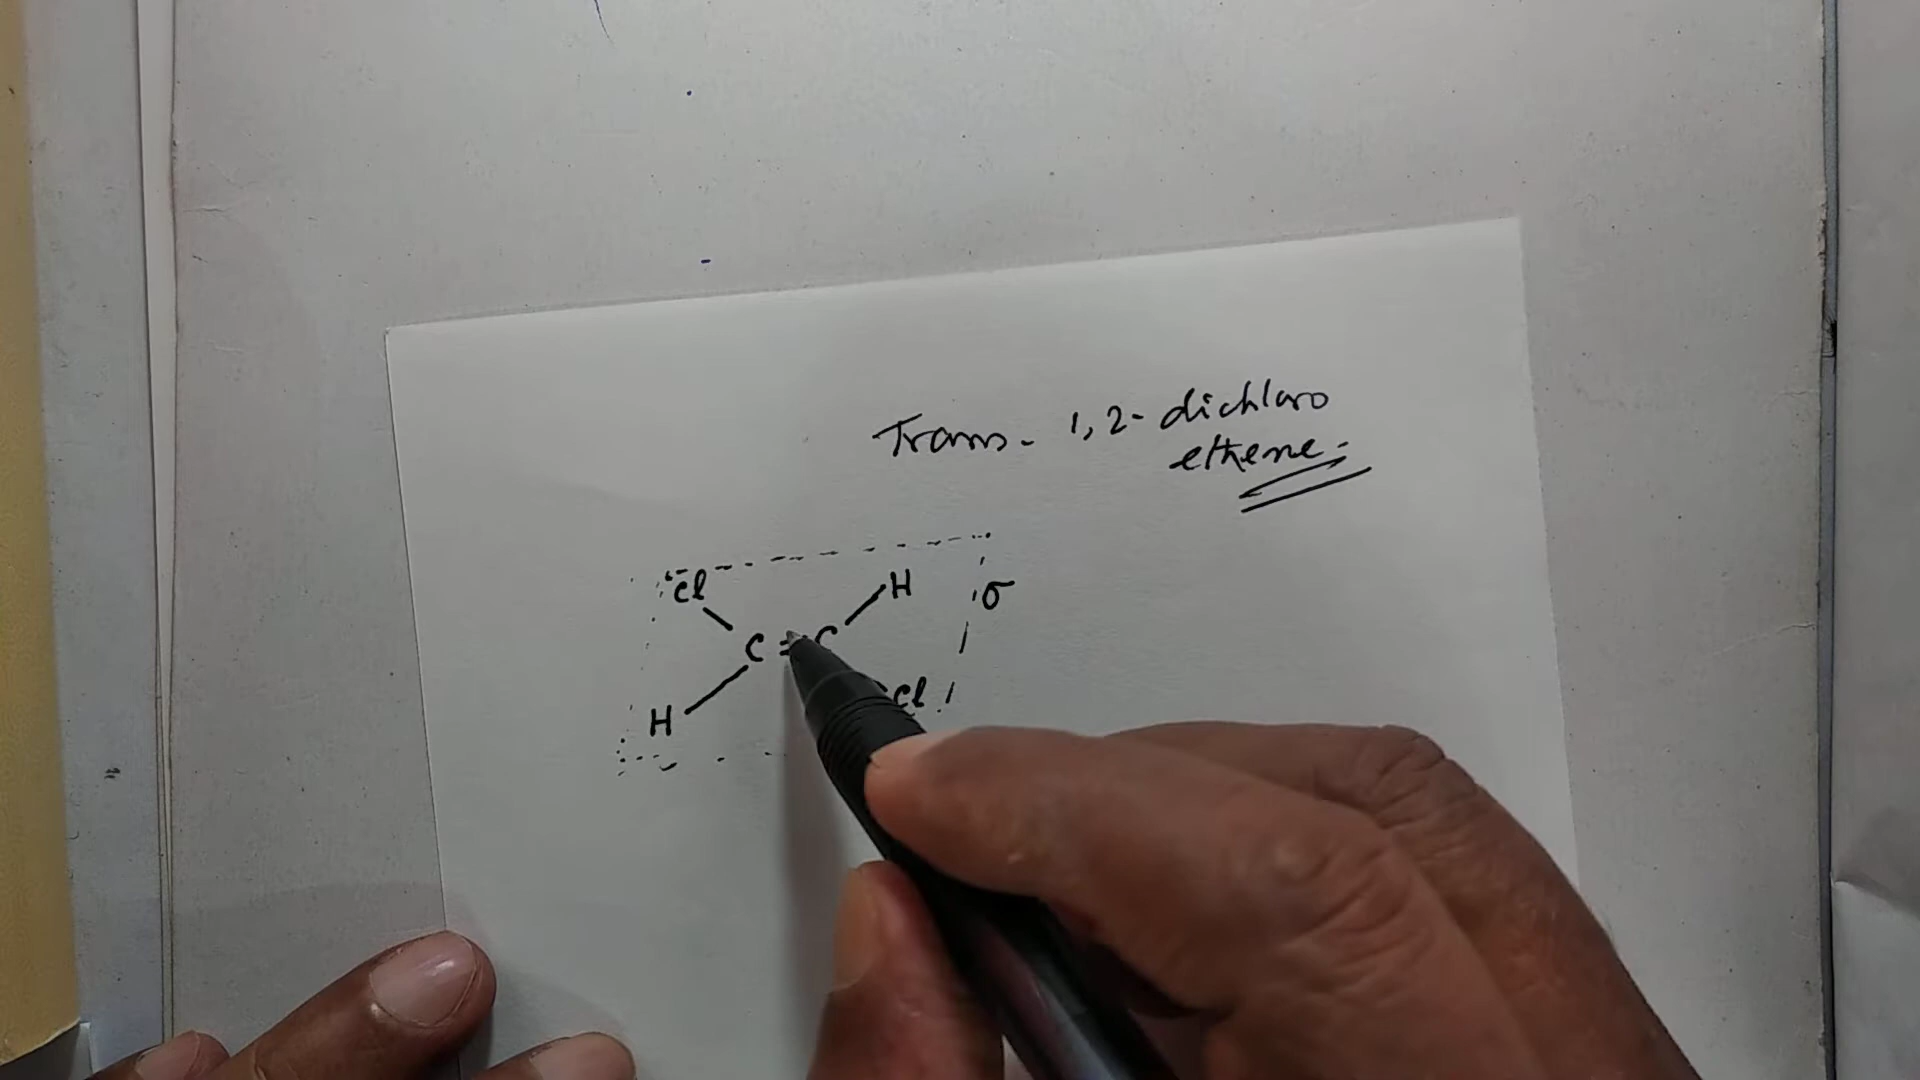 Trans- 1,2-dichloro
ethene-
Cl H
σ
C = C
Cl
H